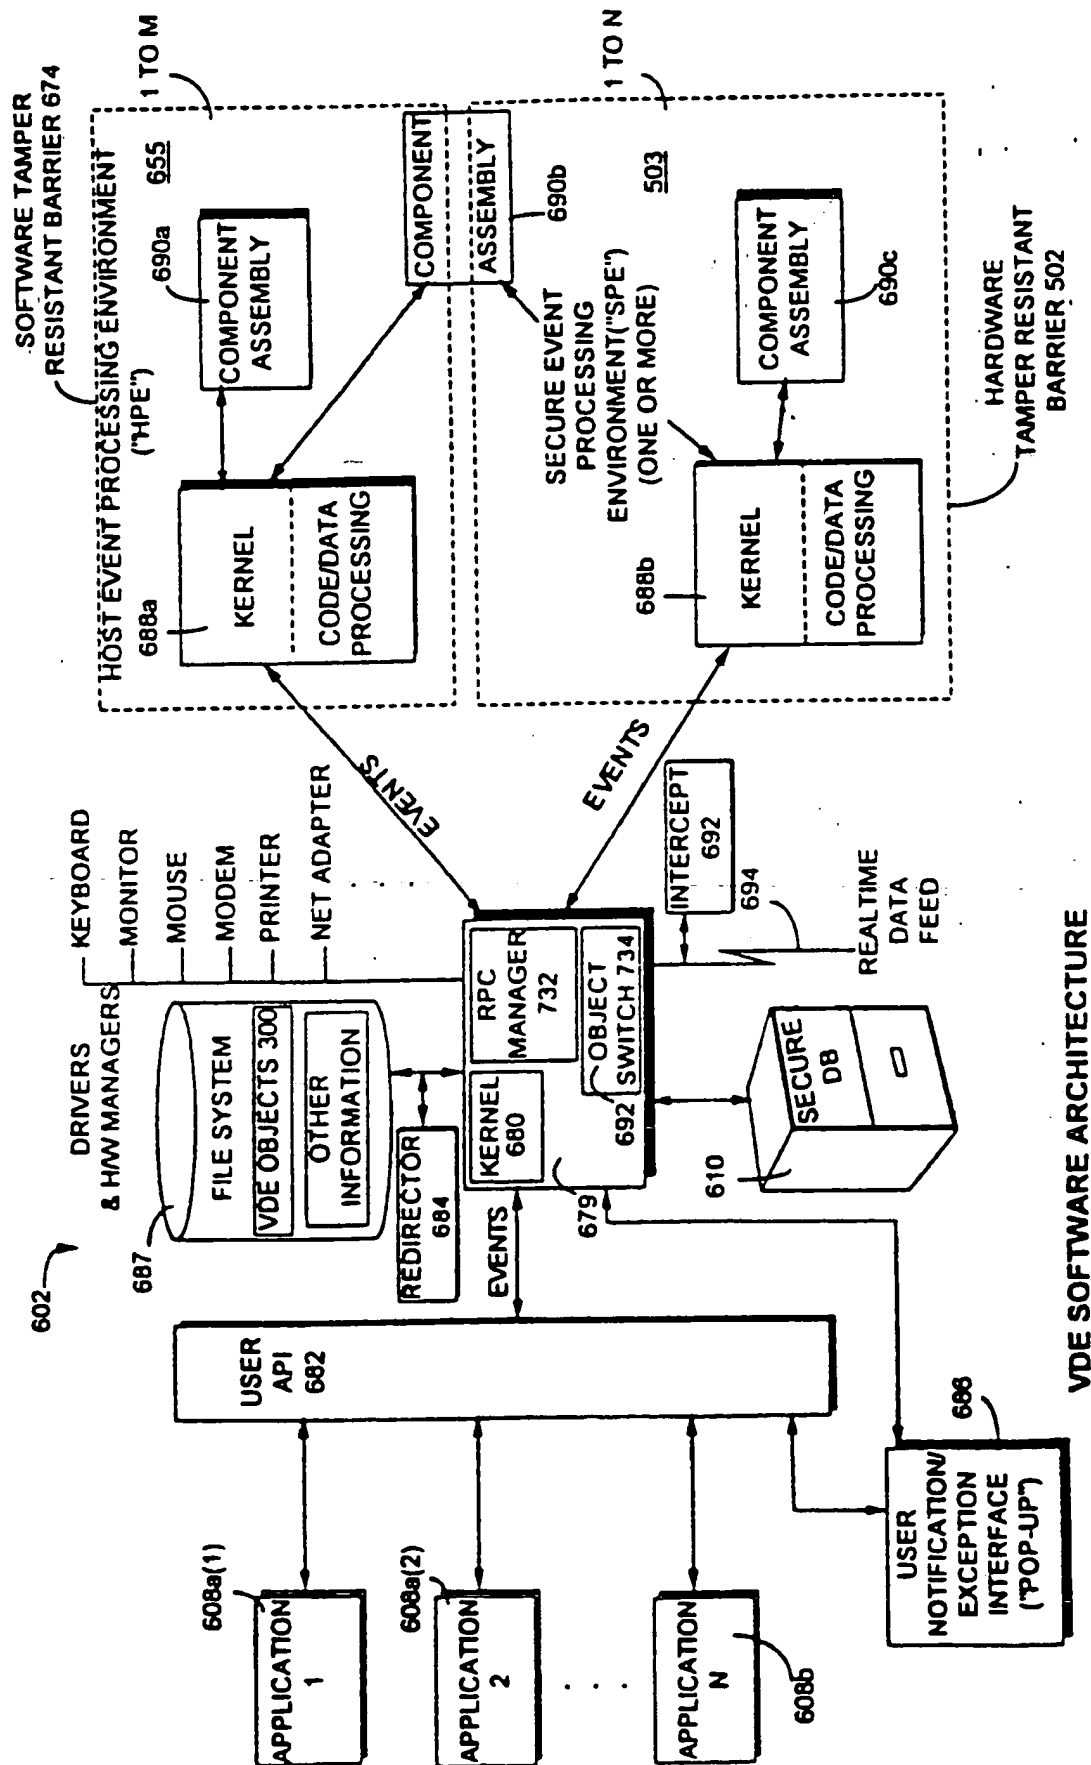 602
DRIVERS
& H/W MANAGERS
KEYBOARD
MONITOR
MOUSE
MODEM
PRINTER
NET ADAPTER
SOFTWARE TAMPER
RESISTANT BARRIER 674
HOST EVENT PROCESSING ENVIRONMENT
("HPE")
655
1 TO M
687
FILE SYSTEM
VDE OBJECTS 300
OTHER
INFORMATION
REDIRECTOR
684
688a
KERNEL
CODE/DATA
PROCESSING
COMPONENT
ASSEMBLY
690a
COMPONENT
ASSEMBLY
690b
608a(1)
APPLICATION
1
608a(2)
APPLICATION
2
. . . .
APPLICATION
N
608b
USER
API
682
EVENTS
KERNEL
680
RPC
MANAGER
732
OBJECT
SWITCH 734
692
679
EVENTS
EVENTS
INTERCEPT
692
694
REALTIME
DATA
FEED
SECURE
DB
610
1 TO N
503
SECURE EVENT
PROCESSING
ENVIRONMENT("SPE")
(ONE OR MORE)
688b
KERNEL
CODE/DATA
PROCESSING
COMPONENT
ASSEMBLY
690c
HARDWARE
TAMPER RESISTANT
BARRIER 502
USER
NOTIFICATION/
EXCEPTION
INTERFACE
("POP-UP")
686
VDE SOFTWARE ARCHITECTURE